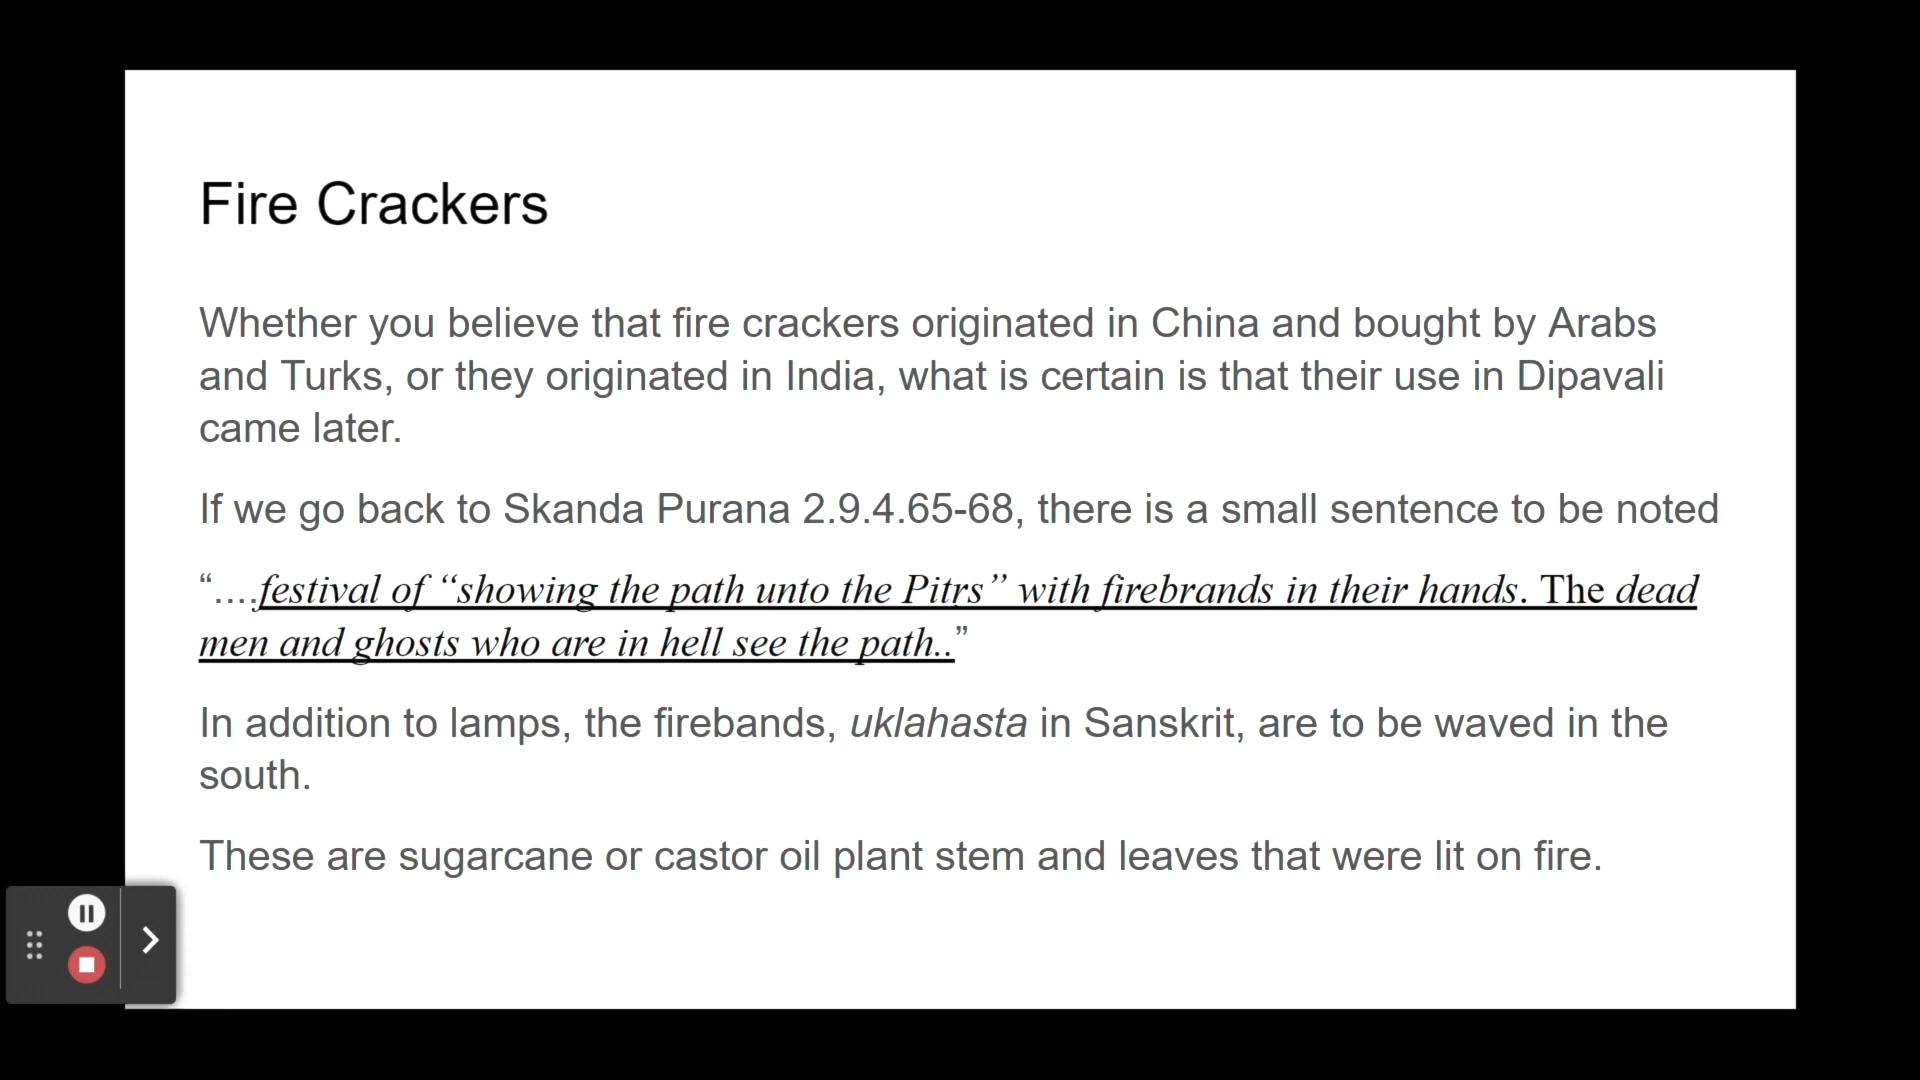 Fire Crackers
Whether you believe that fire crackers originated in China and bought by Arabs
and Turks, or they originated in India, what is certain is that their use in Dipavali
came later.
If we go back to Skanda Purana 2.9.4.65-68, there is a small sentence to be noted
“....festival of “showing the path unto the Pitṛs” with firebrands in their hands. The dead
men and ghosts who are in hell see the path..”
In addition to lamps, the firebands, uklahasta in Sanskrit, are to be waved in the
south.
These are sugarcane or castor oil plant stem and leaves that were lit on fire.